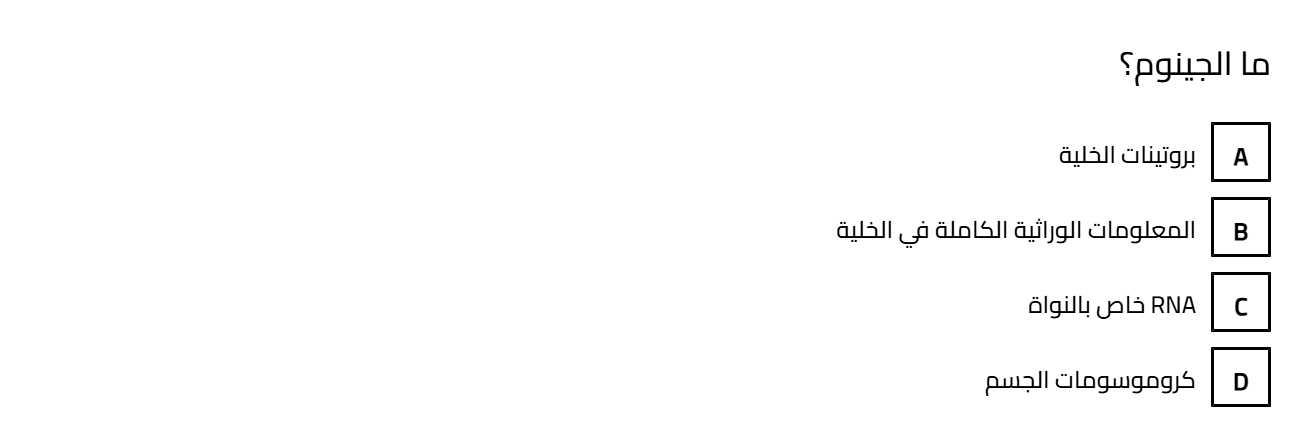 ما الجينوم؟
A بروتينات الخلية
B المعلومات الوراثية الكاملة في الخلية
C RNA خاص بالنواة
D كروموسومات الجسم